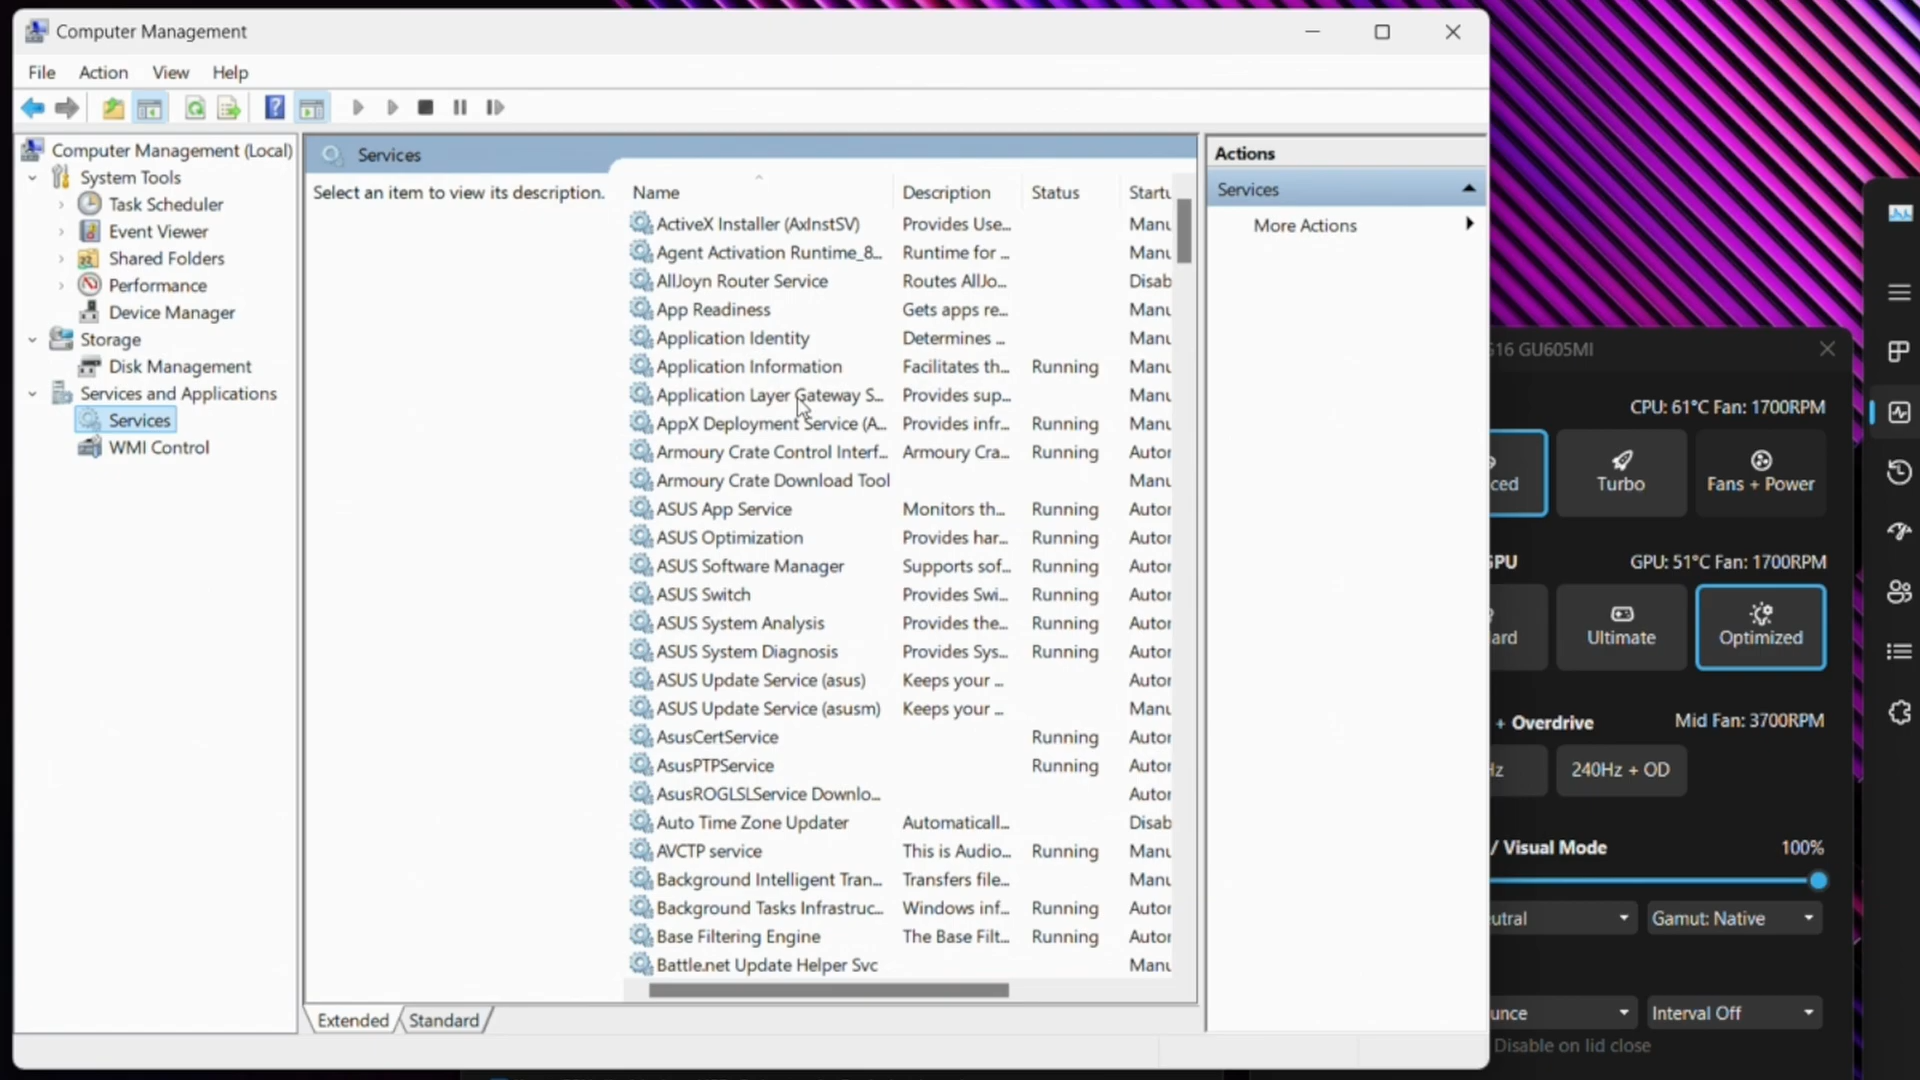 Computer Management
File Action View Help
Computer Management (Local)
System Tools
Task Scheduler
Event Viewer
Shared Folders
Performance
Device Manager
Storage
Disk Management
Services and Applications
Services
WMI Control
Services
Select an item to view its description.
Name Description Status Startu
ActiveX Installer (AxInstSV) Provides Use... Manu
Agent Activation Runtime_8... Runtime for ... Manu
AllJoyn Router Service Routes AllJo... Disab
App Readiness Gets apps re... Manu
Application Identity Determines ... Manu
Application Information Facilitates th... Running Manu
Application Layer Gateway S... Provides sup... Manu
AppX Deployment Service (A... Provides infr... Running Manu
Armoury Crate Control Interf... Armoury Cra... Running Autor
Armoury Crate Download Tool Manu
ASUS App Service Monitors th... Running Autor
ASUS Optimization Provides har... Running Autor
ASUS Software Manager Supports sof... Running Autor
ASUS Switch Provides Swi... Running Autor
ASUS System Analysis Provides the... Running Autor
ASUS System Diagnosis Provides Sys... Running Autor
ASUS Update Service (asus) Keeps your ... Autor
ASUS Update Service (asusm) Keeps your ... Manu
AsusCertService Running Autor
AsusPTPService Running Autor
AsusROGLSLService Downlo... Autor
Auto Time Zone Updater Automaticall... Disab
AVCTP service This is Audio... Running Manu
Background Intelligent Tran... Transfers file... Manu
Background Tasks Infrastruc... Windows inf... Running Autor
Base Filtering Engine The Base Filt... Running Autor
Battle.net Update Helper Svc Manu
Extended Standard
Actions
Services
More Actions
G16 GU605MI
CPU: 61°C Fan: 1700RPM
ced Turbo Fans + Power
GPU GPU: 51°C Fan: 1700RPM
ard Ultimate Optimized
+ Overdrive Mid Fan: 3700RPM
Hz 240Hz + OD
/ Visual Mode 100%
utral Gamut: Native
unce Interval Off
Disable on lid close